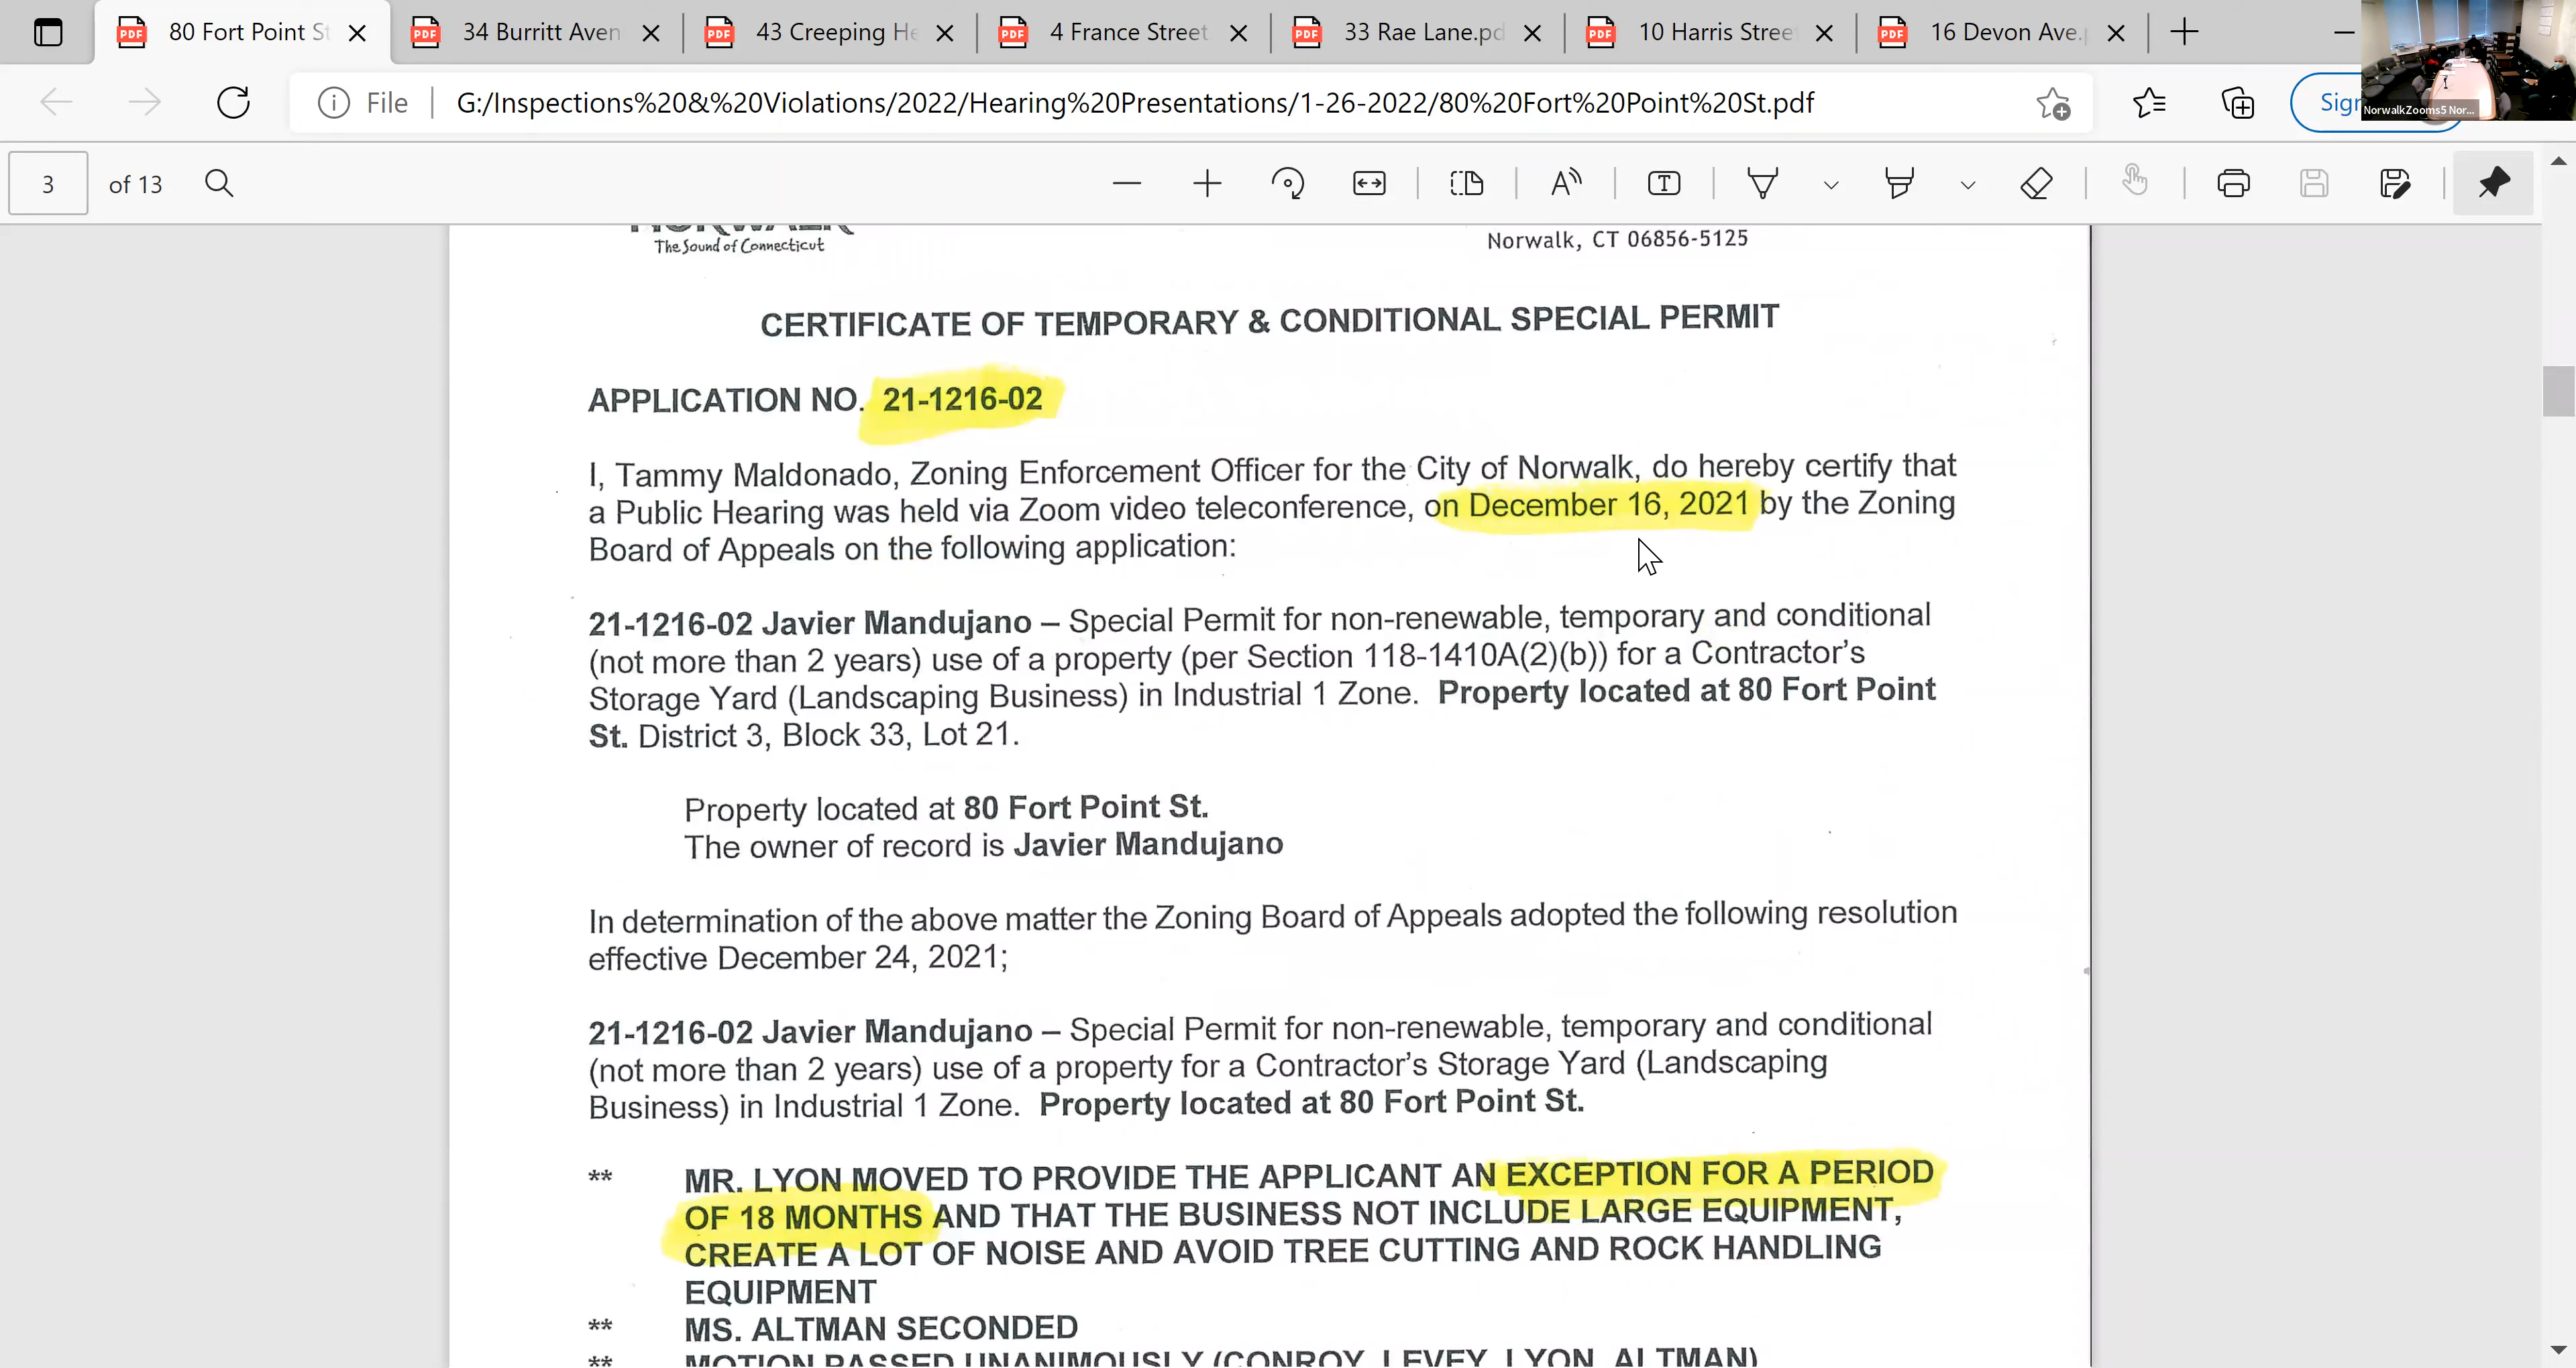 80 Fort Point St
34 Burritt Aven
43 Creeping He
4 France Street
33 Rae Lane.pd
10 Harris Stree
16 Devon Ave.
File
G:/Inspections%20&%20Violations/2022/Hearing%20Presentations/1-26-2022/80%20Fort%20Point%20St.pdf
Sign
NorwalkZooms5 Nor...
3 of 13
NORWALK
The Sound of Connecticut
Norwalk, CT 06856-5125
CERTIFICATE OF TEMPORARY & CONDITIONAL SPECIAL PERMIT
APPLICATION NO. 21-1216-02
I, Tammy Maldonado, Zoning Enforcement Officer for the City of Norwalk, do hereby certify that
a Public Hearing was held via Zoom video teleconference, on December 16, 2021 by the Zoning
Board of Appeals on the following application:
21-1216-02 Javier Mandujano – Special Permit for non-renewable, temporary and conditional
(not more than 2 years) use of a property (per Section 118-1410A(2)(b)) for a Contractor's
Storage Yard (Landscaping Business) in Industrial 1 Zone. Property located at 80 Fort Point
St. District 3, Block 33, Lot 21.
Property located at 80 Fort Point St.
The owner of record is Javier Mandujano
In determination of the above matter the Zoning Board of Appeals adopted the following resolution
effective December 24, 2021;
21-1216-02 Javier Mandujano – Special Permit for non-renewable, temporary and conditional
(not more than 2 years) use of a property for a Contractor's Storage Yard (Landscaping
Business) in Industrial 1 Zone. Property located at 80 Fort Point St.
** MR. LYON MOVED TO PROVIDE THE APPLICANT AN EXCEPTION FOR A PERIOD
OF 18 MONTHS AND THAT THE BUSINESS NOT INCLUDE LARGE EQUIPMENT,
CREATE A LOT OF NOISE AND AVOID TREE CUTTING AND ROCK HANDLING
EQUIPMENT
** MS. ALTMAN SECONDED
** MOTION PASSED UNANIMOUSLY (CONROY, LEVEY, LYON, ALTMAN)